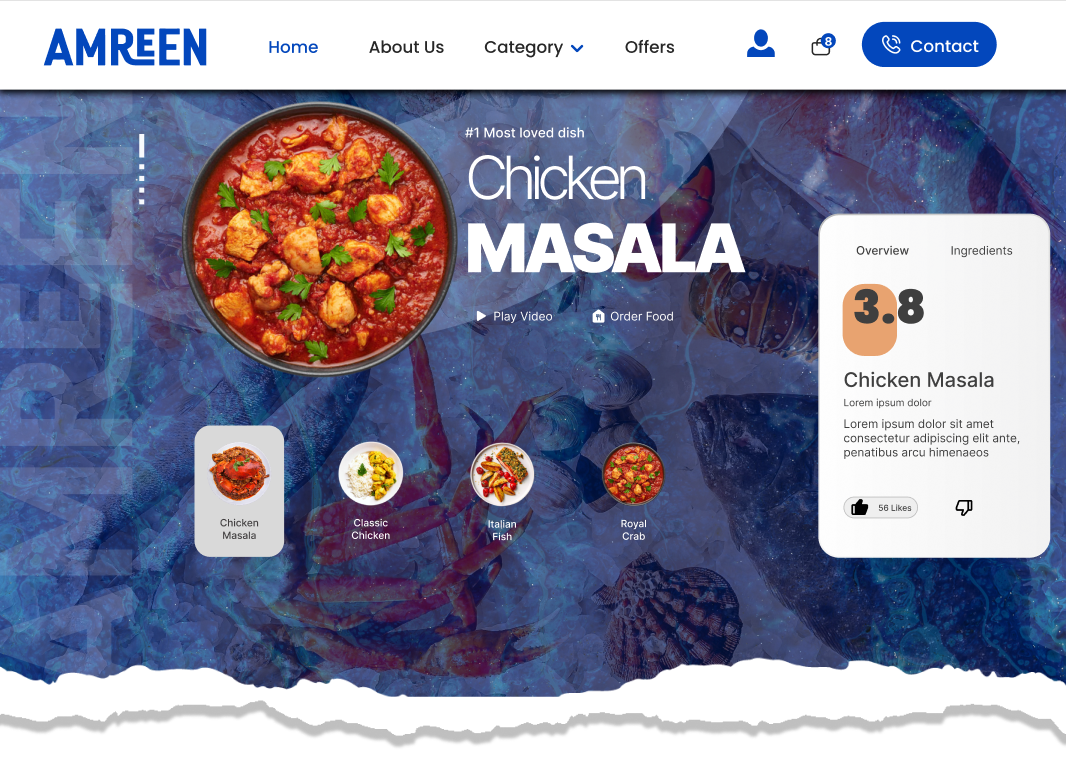 AMREEN
Home
About Us
Category
Offers
8
Contact
AMREEN
#1 Most loved dish
Chicken
MASALA
Play Video
Order Food
Overview
Ingredients
3.8
Chicken Masala
Lorem ipsum dolor
Lorem ipsum dolor sit amet
consectetur adipiscing elit ante,
penatibus arcu himenaeos
56 Likes
Chicken
Masala
Classic
Chicken
Italian
Fish
Royal
Crab